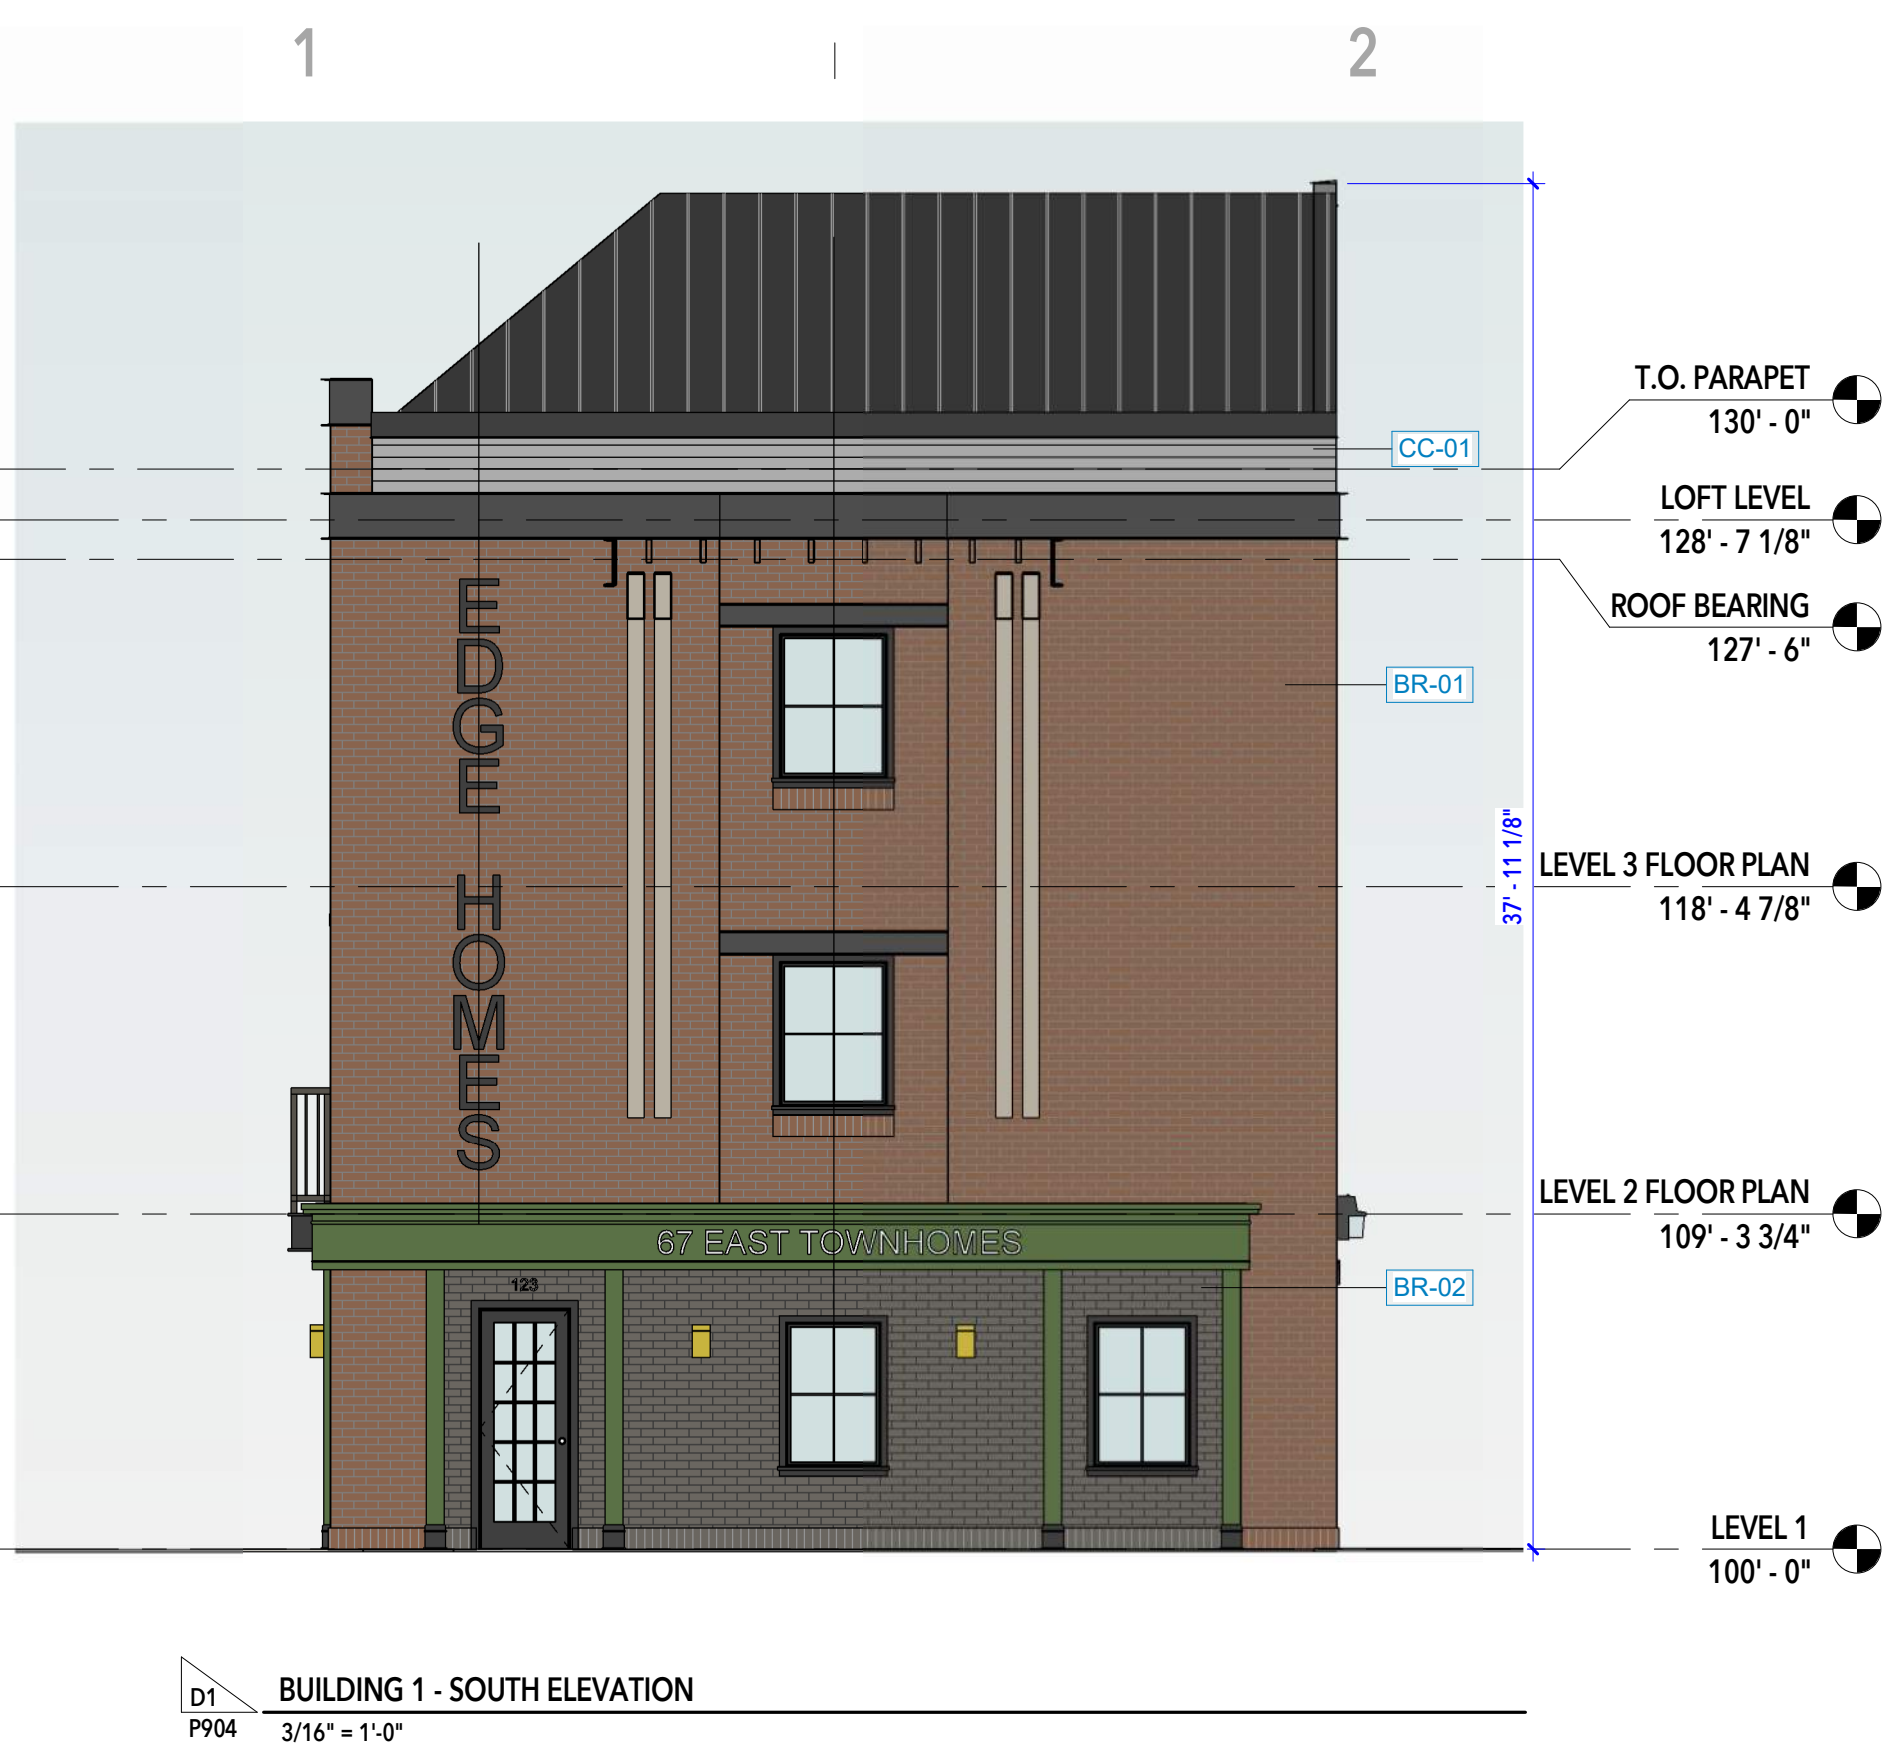 1
2
T.O. PARAPET
130' - 0"
CC-01
LOFT LEVEL
128' - 7 1/8"
ROOF BEARING
127' - 6"
BR-01
EDGE HOMES
37' - 11 1/8"
LEVEL 3 FLOOR PLAN
118' - 4 7/8"
LEVEL 2 FLOOR PLAN
109' - 3 3/4"
67 EAST TOWNHOMES
123
BR-02
LEVEL 1
100' - 0"
D1
P904
BUILDING 1 - SOUTH ELEVATION
3/16" = 1'-0"